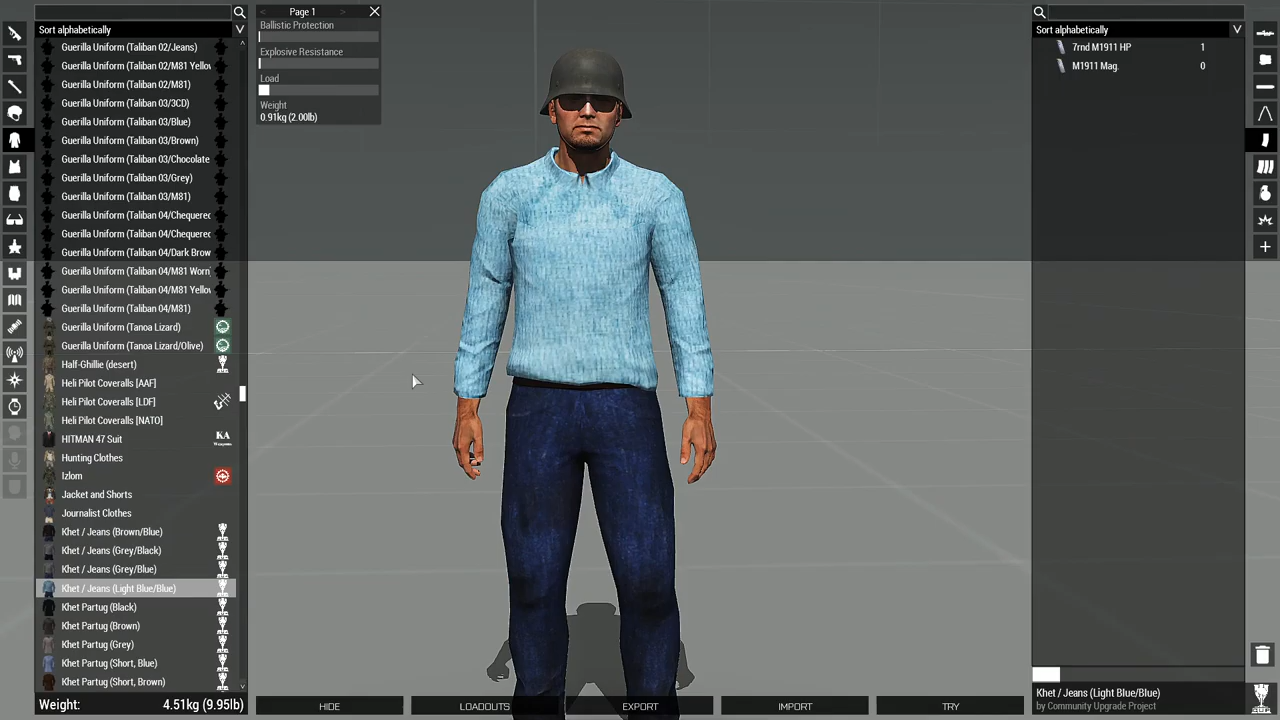 Sort alphabetically
Guerilla Uniform (Taliban 02/Jeans)
Guerilla Uniform (Taliban 02/M81 Yellov
Guerilla Uniform (Taliban 02/M81)
Guerilla Uniform (Taliban 03/3CD)
Guerilla Uniform (Taliban 03/Blue)
Guerilla Uniform (Taliban 03/Brown)
Guerilla Uniform (Taliban 03/Chocolate
Guerilla Uniform (Taliban 03/Grey)
Guerilla Uniform (Taliban 03/M81)
Guerilla Uniform (Taliban 04/Chequered
Guerilla Uniform (Taliban 04/Chequered
Guerilla Uniform (Taliban 04/Dark Brow
Guerilla Uniform (Taliban 04/M81 Worn
Guerilla Uniform (Taliban 04/M81 Yellov
Guerilla Uniform (Taliban 04/M81)
Guerilla Uniform (Tanoa Lizard)
Guerilla Uniform (Tanoa Lizard/Olive)
Half-Ghillie (desert)
Heli Pilot Coveralls [AAF]
Heli Pilot Coveralls [LDF]
Heli Pilot Coveralls [NATO]
HITMAN 47 Suit KA
Hunting Clothes
Izlom
Jacket and Shorts
Journalist Clothes
Khet / Jeans (Brown/Blue)
Khet / Jeans (Grey/Black)
Khet / Jeans (Grey/Blue)
Khet / Jeans (Light Blue/Blue)
Khet Partug (Black)
Khet Partug (Brown)
Khet Partug (Grey)
Khet Partug (Short, Blue)
Khet Partug (Short, Brown)
Weight: 4.51kg (9.95lb)
< Page 1 >
Ballistic Protection
Explosive Resistance
Load
Weight
0.91kg (2.00lb)
HIDE LOADOUTS EXPORT IMPORT TRY
Sort alphabetically
7rnd M1911 HP 1
M1911 Mag. 0
Khet / Jeans (Light Blue/Blue)
by Community Upgrade Project